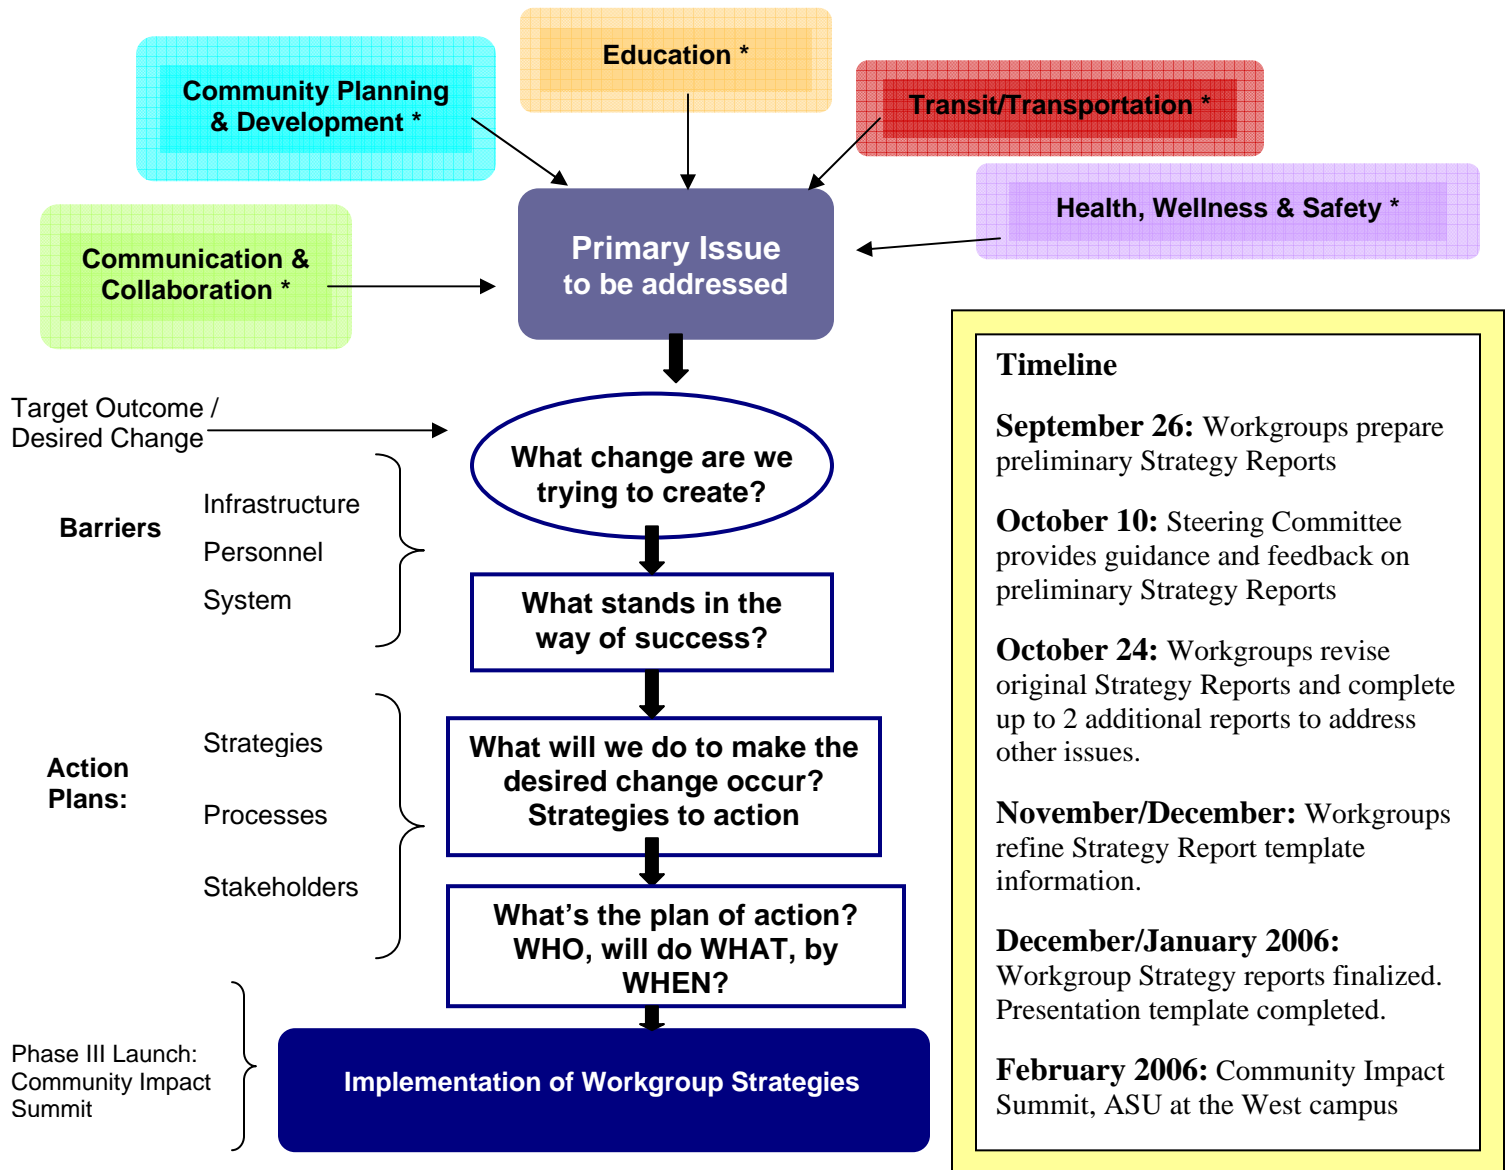 Education *
Community Planning
& Development *
Transit/Transportation *
Health, Wellness & Safety *
Communication &
Collaboration *
Primary Issue
to be addressed
Target Outcome /
Desired Change
What change are we
trying to create?
Barriers
Infrastructure
Personnel
System
What stands in the
way of success?
Action
Plans:
Strategies
Processes
Stakeholders
What will we do to make the
desired change occur?
Strategies to action
What's the plan of action?
WHO, will do WHAT, by
WHEN?
Phase III Launch:
Community Impact
Summit
Implementation of Workgroup Strategies
Timeline
September 26: Workgroups prepare
preliminary Strategy Reports
October 10: Steering Committee
provides guidance and feedback on
preliminary Strategy Reports
October 24: Workgroups revise
original Strategy Reports and complete
up to 2 additional reports to address
other issues.
November/December: Workgroups
refine Strategy Report template
information.
December/January 2006:
Workgroup Strategy reports finalized.
Presentation template completed.
February 2006: Community Impact
Summit, ASU at the West campus